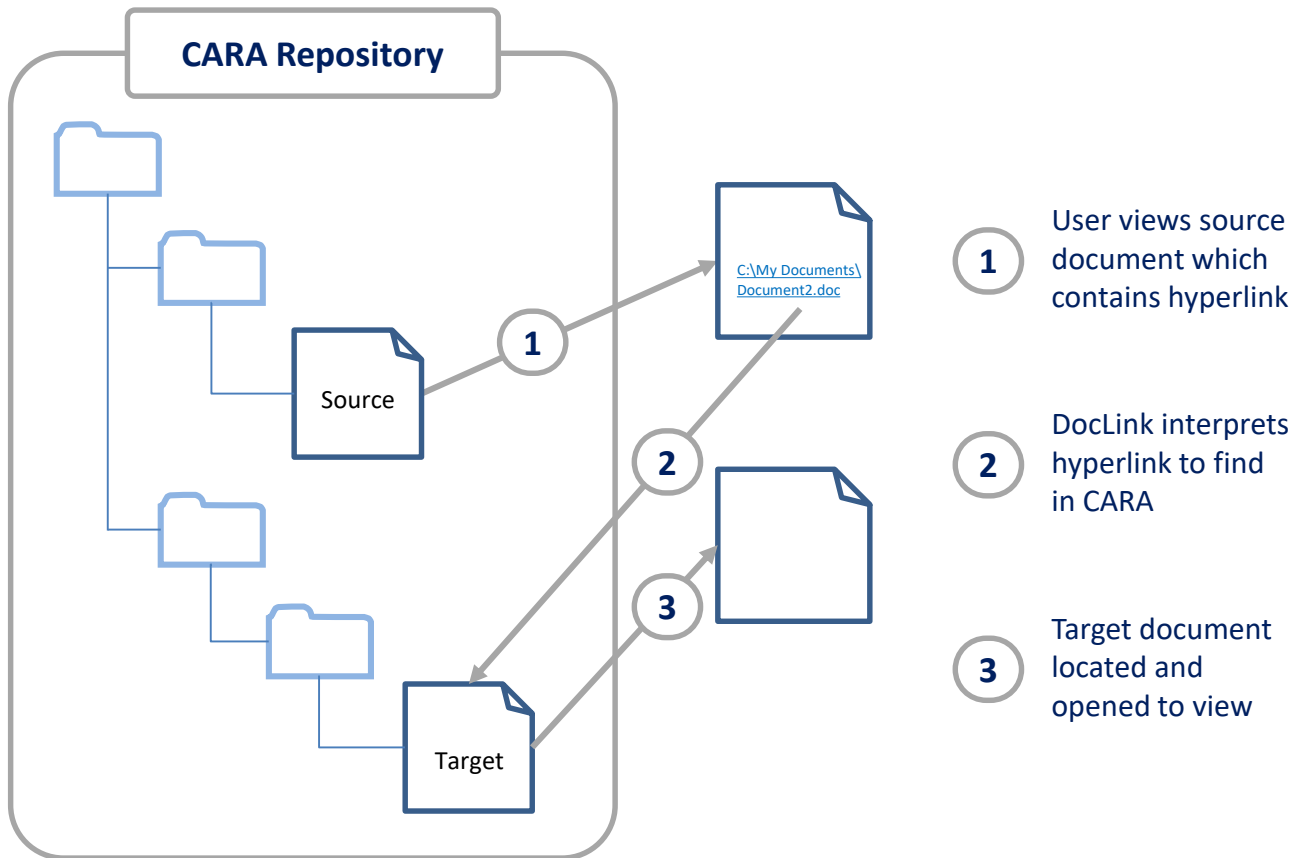 CARA Repository
Source
1
C:\My Documents\
Document2.doc
2
3
Target
1
User views source
document which
contains hyperlink
2
DocLink interprets
hyperlink to find
in CARA
3
Target document
located and
opened to view